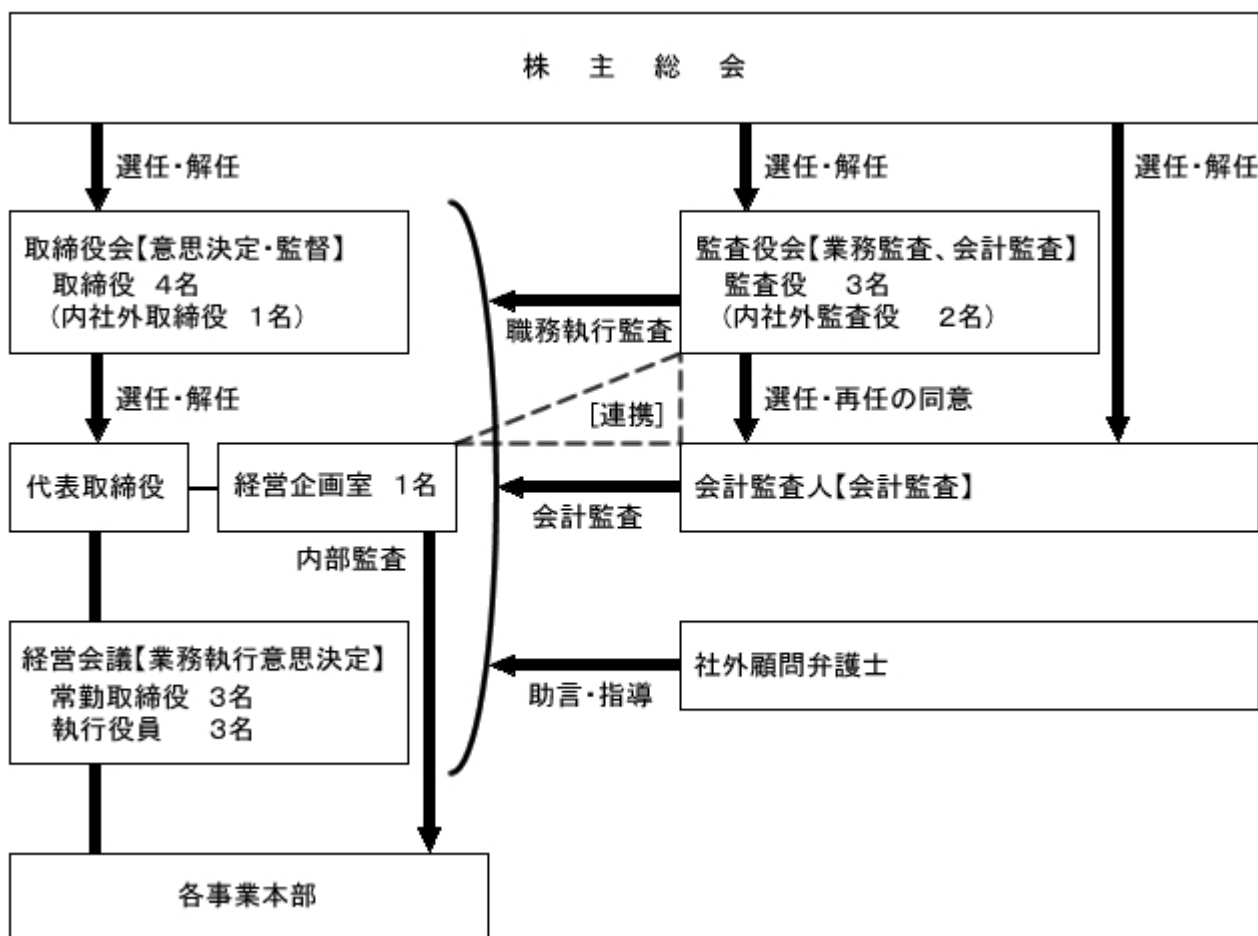 株 主 総 会
選任・解任
選任・解任
選任・解任
取締役会【意思決定・監督】
取締役 4名
(内社外取締役 1名)
監査役会【業務監査、会計監査】
監査役 3名
(内社外監査役 2名)
職務執行監査
選任・解任
[連携]
選任・再任の同意
代表取締役
経営企画室 1名
会計監査人【会計監査】
会計監査
内部監査
経営会議【業務執行意思決定】
常勤取締役 3名
執行役員 3名
社外顧問弁護士
助言・指導
各事業本部